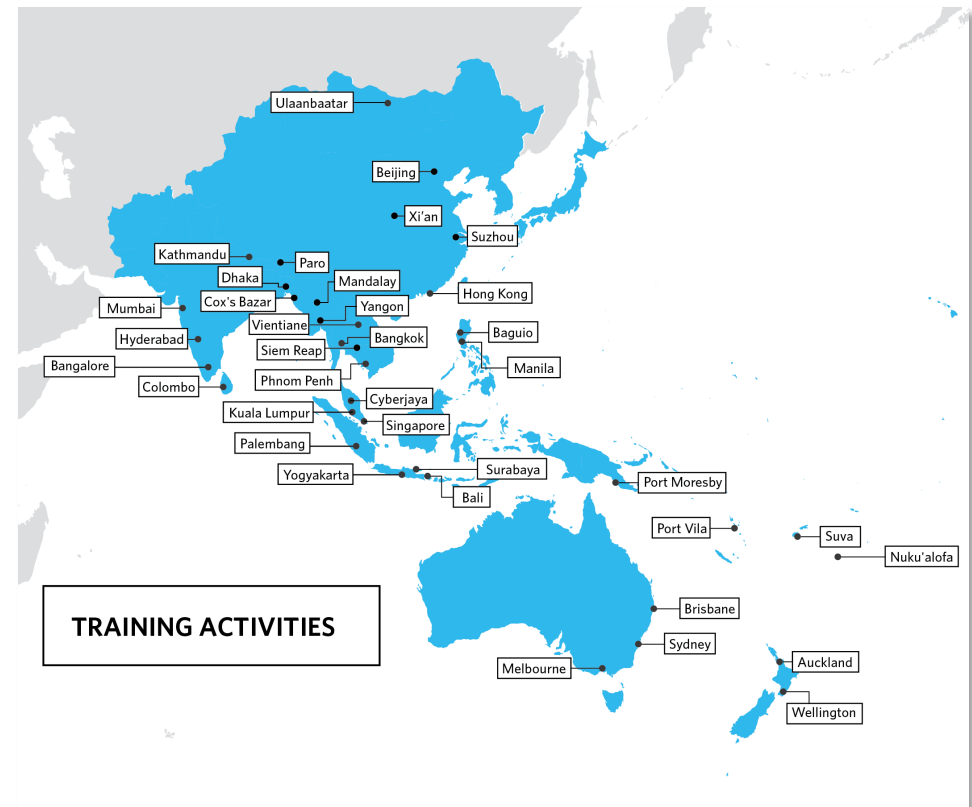 Ulaanbaatar
Beijing
Xi'an
Suzhou
Kathmandu
Paro
Dhaka
Mandalay
Cox's Bazar
Hong Kong
Mumbai
Yangon
Vientiane
Hyderabad
Bangkok
Baguio
Siem Reap
Bangalore
Manila
Phnom Penh
Colombo
Cyberjaya
Kuala Lumpur
Singapore
Palembang
Surabaya
Yogyakarta
Port Moresby
Bali
Port Vila
Suva
Nuku'alofa
Brisbane
TRAINING ACTIVITIES
Sydney
Auckland
Melbourne
Wellington